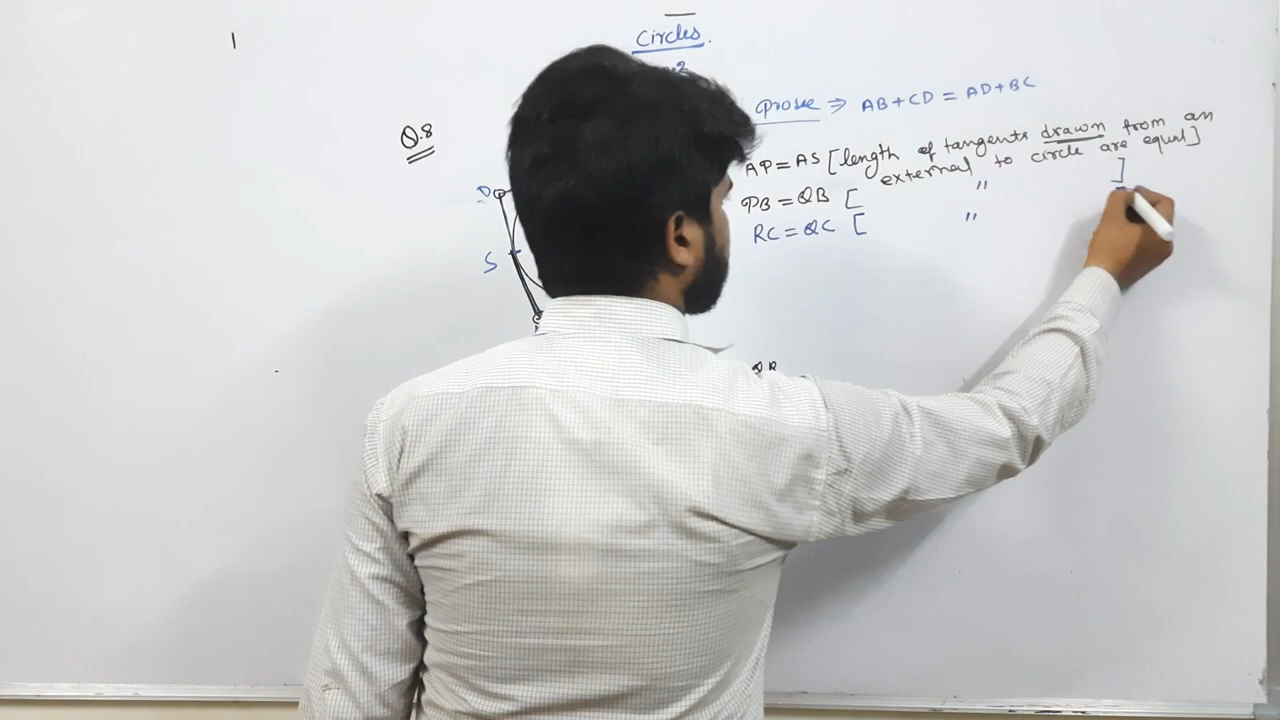 Circles.
Q.8
Prove ⇒ AB+CD = AD+BC
AP = AS [length of tangents drawn from an
external to circle are equal]
PB = QB [ " ]
RC = QC [ "
D
S